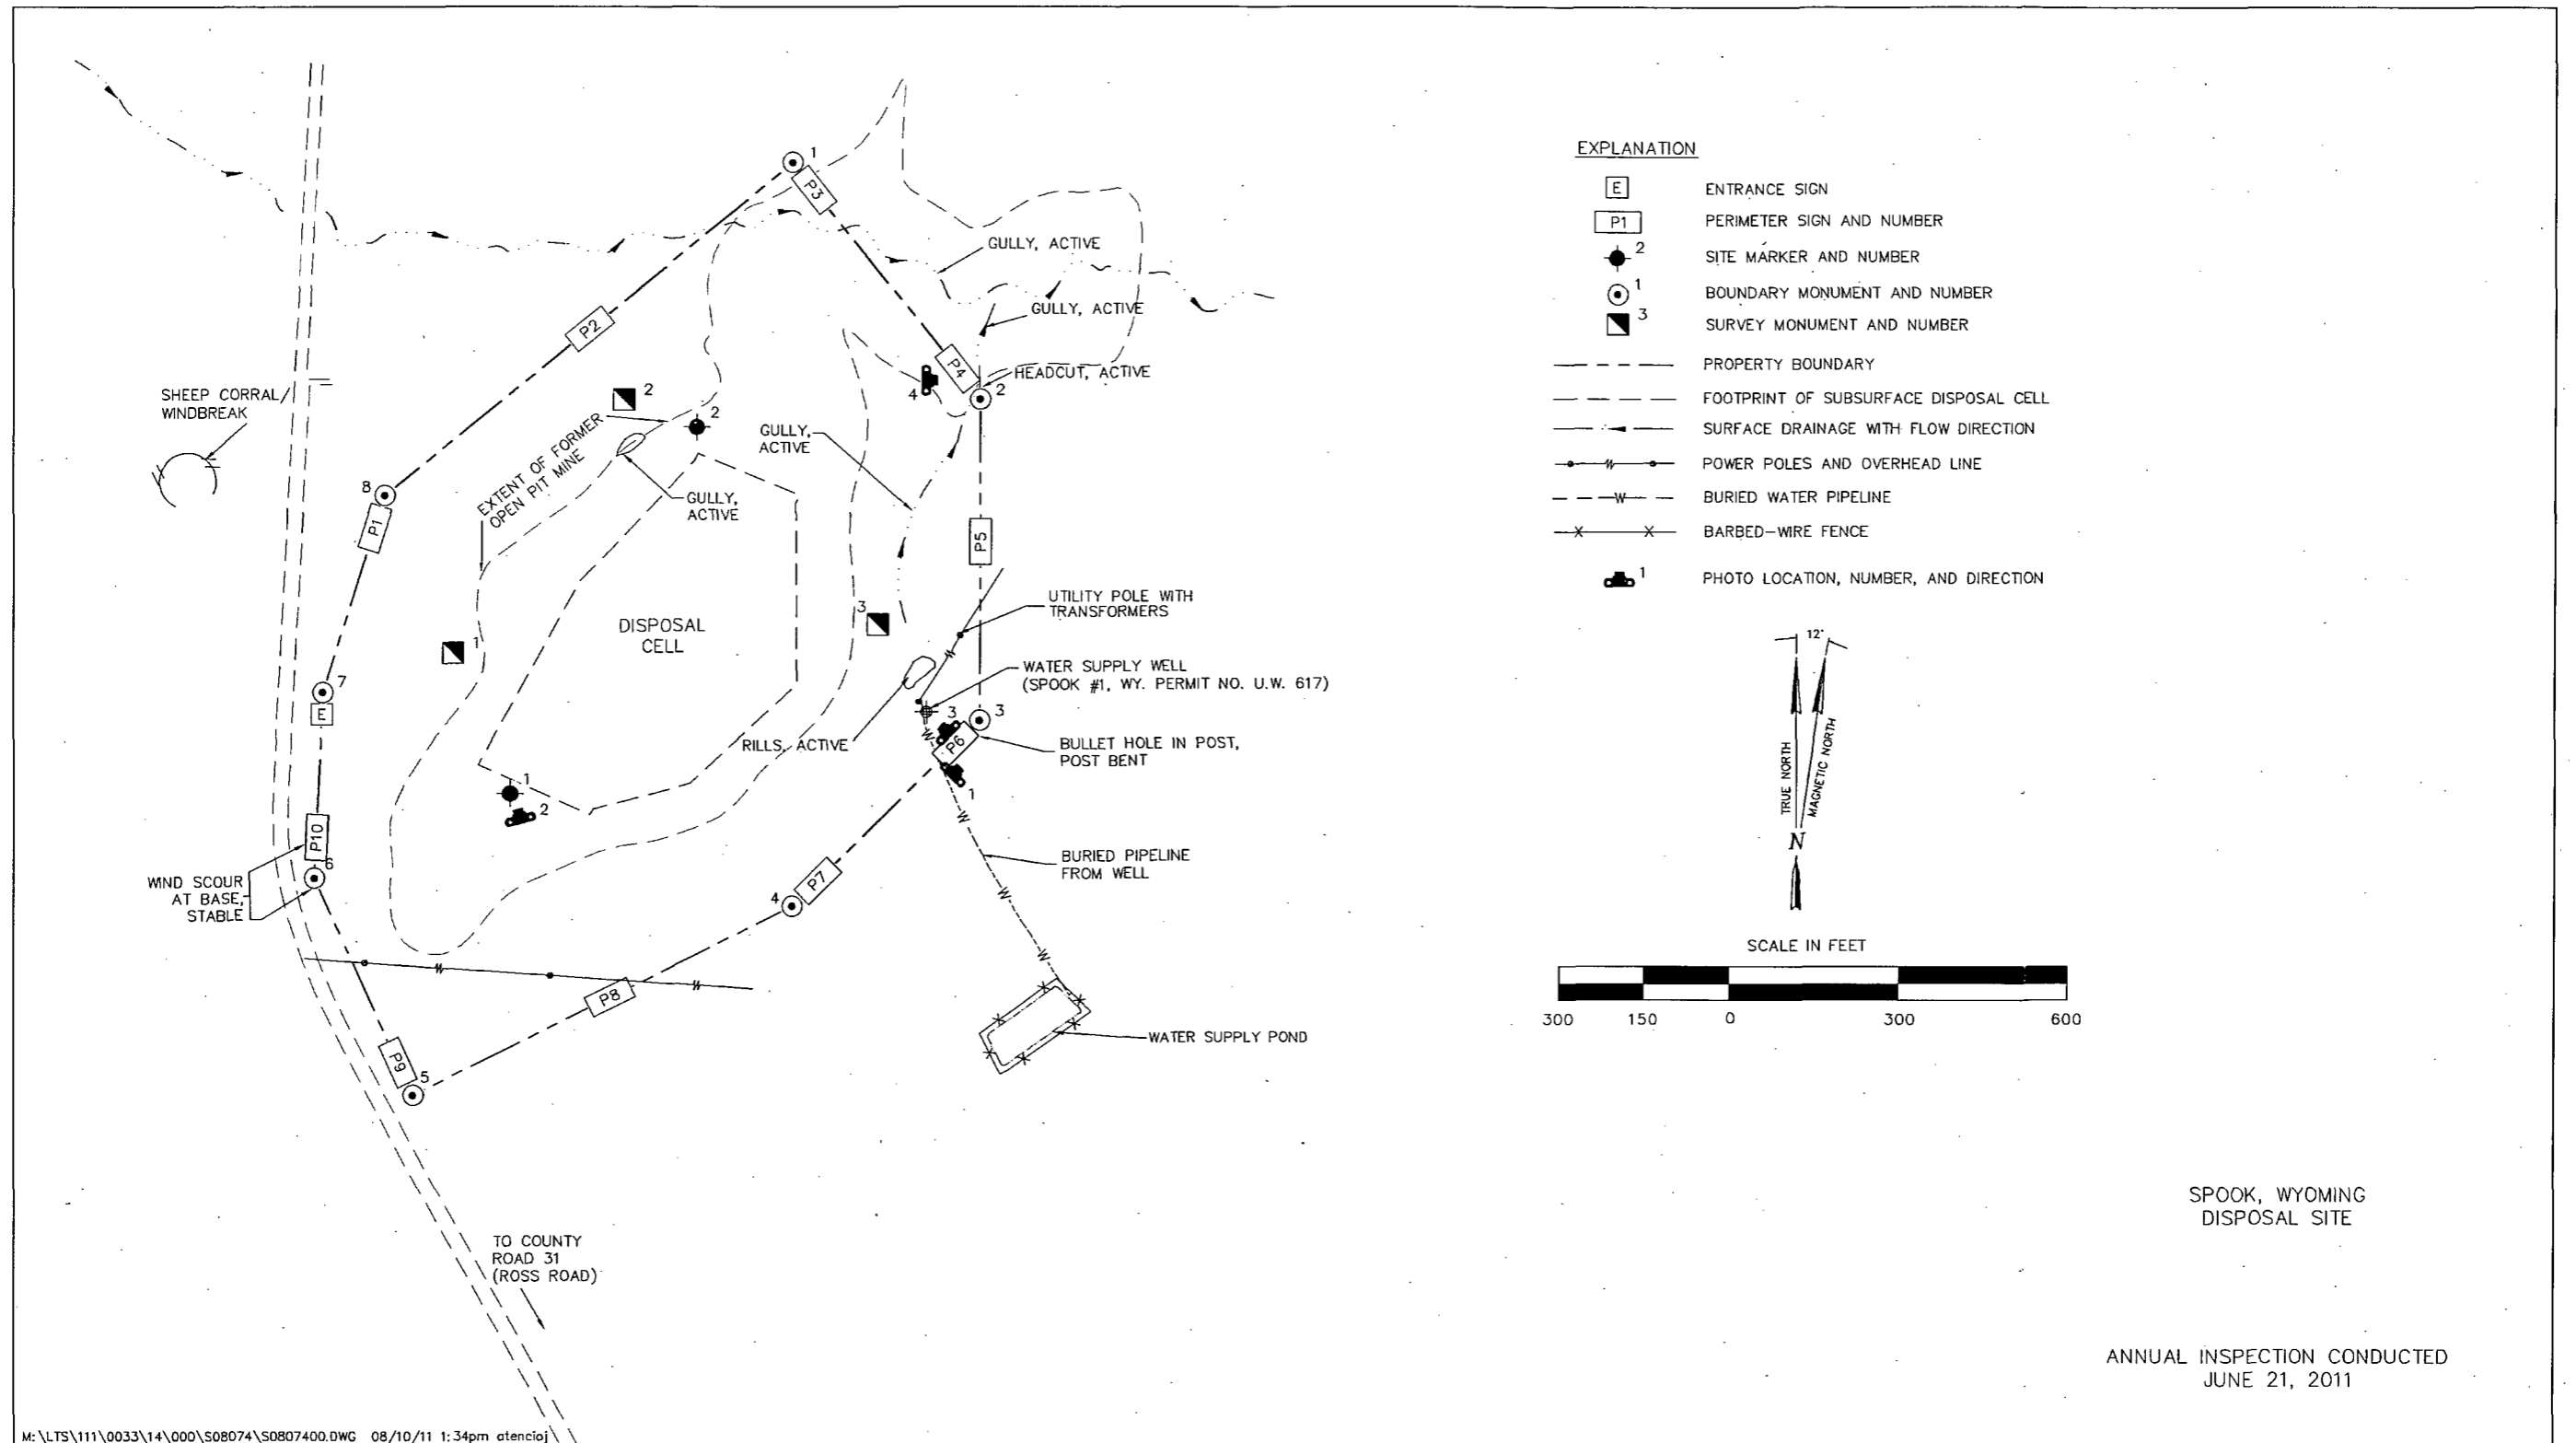 EXPLANATION
E ENTRANCE SIGN
P1 PERIMETER SIGN AND NUMBER
2 SITE MARKER AND NUMBER
1 BOUNDARY MONUMENT AND NUMBER
3 SURVEY MONUMENT AND NUMBER
PROPERTY BOUNDARY
FOOTPRINT OF SUBSURFACE DISPOSAL CELL
SURFACE DRAINAGE WITH FLOW DIRECTION
POWER POLES AND OVERHEAD LINE
W BURIED WATER PIPELINE
X X BARBED-WIRE FENCE
1 PHOTO LOCATION, NUMBER, AND DIRECTION
1
P3
GULLY, ACTIVE
GULLY, ACTIVE
P2
P4
HEADCUT, ACTIVE
4
2
SHEEP CORRAL/
WINDBREAK
2
2
EXTENT OF FORMER
OPEN PIT MINE
GULLY,
ACTIVE
GULLY,
ACTIVE
8
P1
P5
UTILITY POLE WITH
TRANSFORMERS
3
DISPOSAL
CELL
1
WATER SUPPLY WELL
(SPOOK #1, WY. PERMIT NO. U.W. 617)
7
E
3
3
W
P6
RILLS, ACTIVE
BULLET HOLE IN POST,
POST BENT
1
1
2
P10
W
6
BURIED PIPELINE
FROM WELL
WIND SCOUR
AT BASE,
STABLE
P7
4
W
W
P8
WATER SUPPLY POND
P9
5
TO COUNTY
ROAD 31
(ROSS ROAD)
12°
TRUE NORTH
MAGNETIC NORTH
N
SCALE IN FEET
300 150 0 300 600
SPOOK, WYOMING
DISPOSAL SITE
ANNUAL INSPECTION CONDUCTED
JUNE 21, 2011
M:\LTS\111\0033\14\000\S08074\S0807400.DWG 08/10/11 1:34pm atencioj